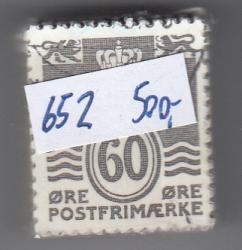 652 500,-
60
ØRE ØRE
POSTFRIMÆRKE